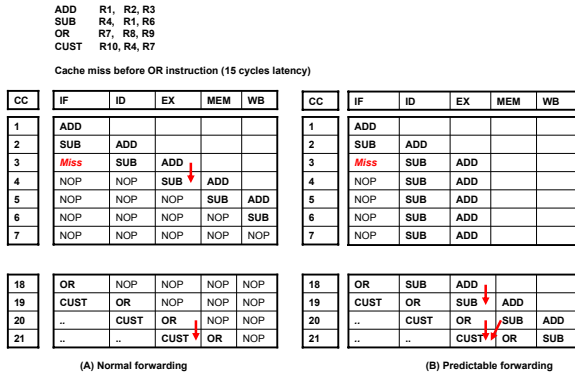 ADD R1, R2, R3
SUB R4, R1, R6
OR R7, R8, R9
CUST R10, R4, R7
Cache miss before OR instruction (15 cycles latency)
CC IF ID EX MEM WB
1 ADD
2 SUB ADD
3 Miss SUB ADD
4 NOP NOP SUB ADD
5 NOP NOP NOP SUB ADD
6 NOP NOP NOP NOP SUB
7 NOP NOP NOP NOP NOP
18 OR NOP NOP NOP NOP
19 CUST OR NOP NOP NOP
20 .. CUST OR NOP NOP
21 .. .. CUST OR NOP
(A) Normal forwarding
CC IF ID EX MEM WB
1 ADD
2 SUB ADD
3 Miss SUB ADD
4 NOP SUB ADD
5 NOP SUB ADD
6 NOP SUB ADD
7 NOP SUB ADD
18 OR SUB ADD
19 CUST OR SUB ADD
20 .. CUST OR SUB ADD
21 .. .. CUST OR SUB
(B) Predictable forwarding